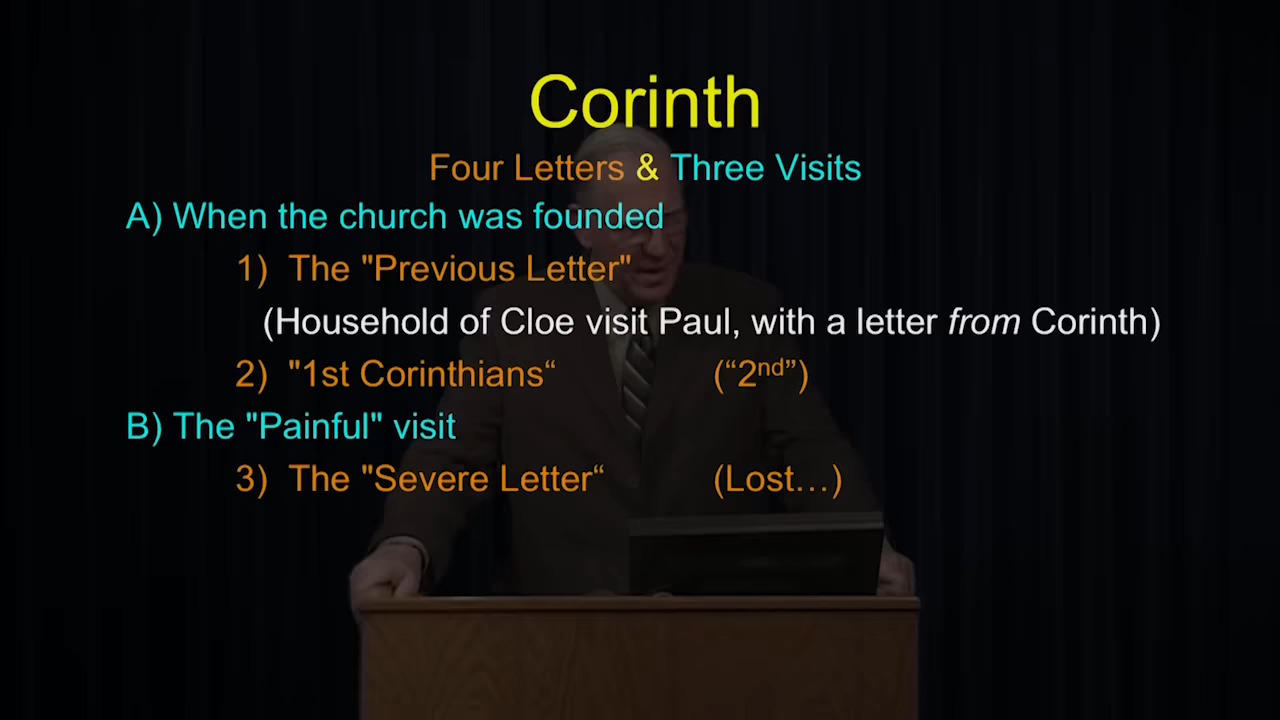 Corinth
Four Letters & Three Visits
A) When the church was founded
1) The "Previous Letter"
(Household of Cloe visit Paul, with a letter from Corinth)
2) "1st Corinthians“ (“2nd”)
B) The "Painful" visit
3) The "Severe Letter“ (Lost…)